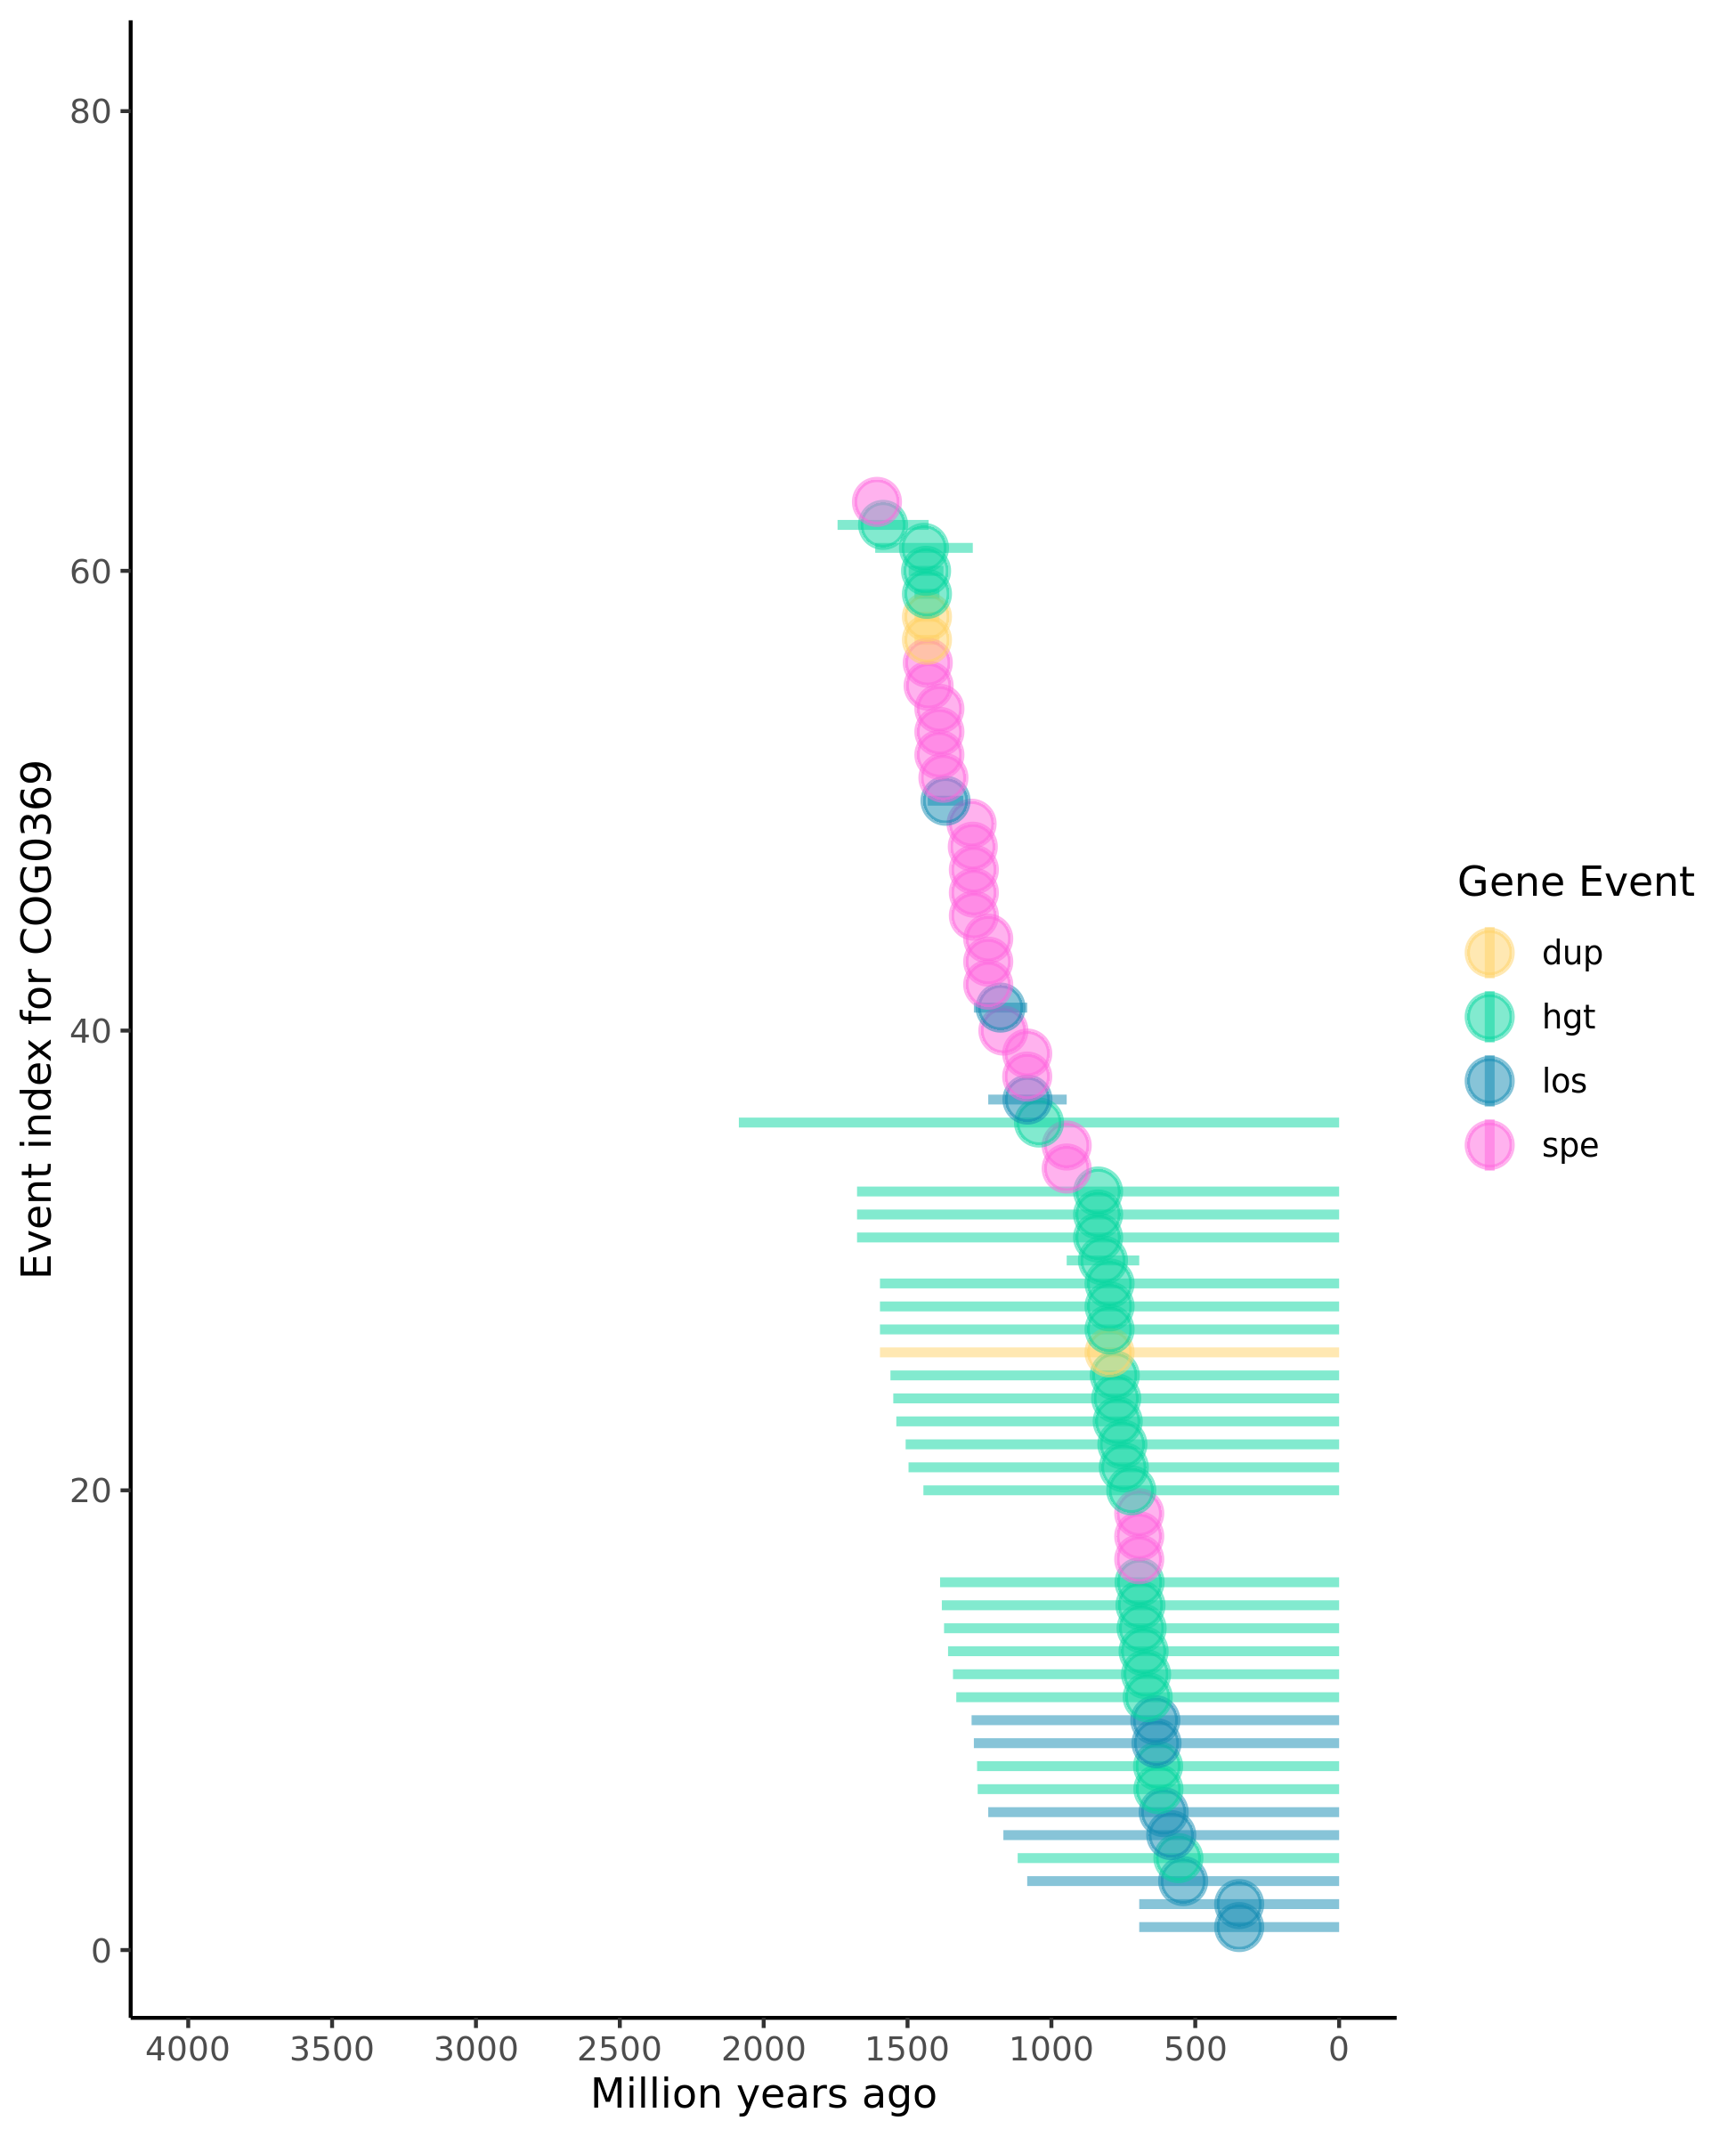 80
60
40
20
0
Event index for COG0369
4000 3500 3000 2500 2000 1500 1000 500 0
Million years ago
Gene Event
dup
hgt
los
spe